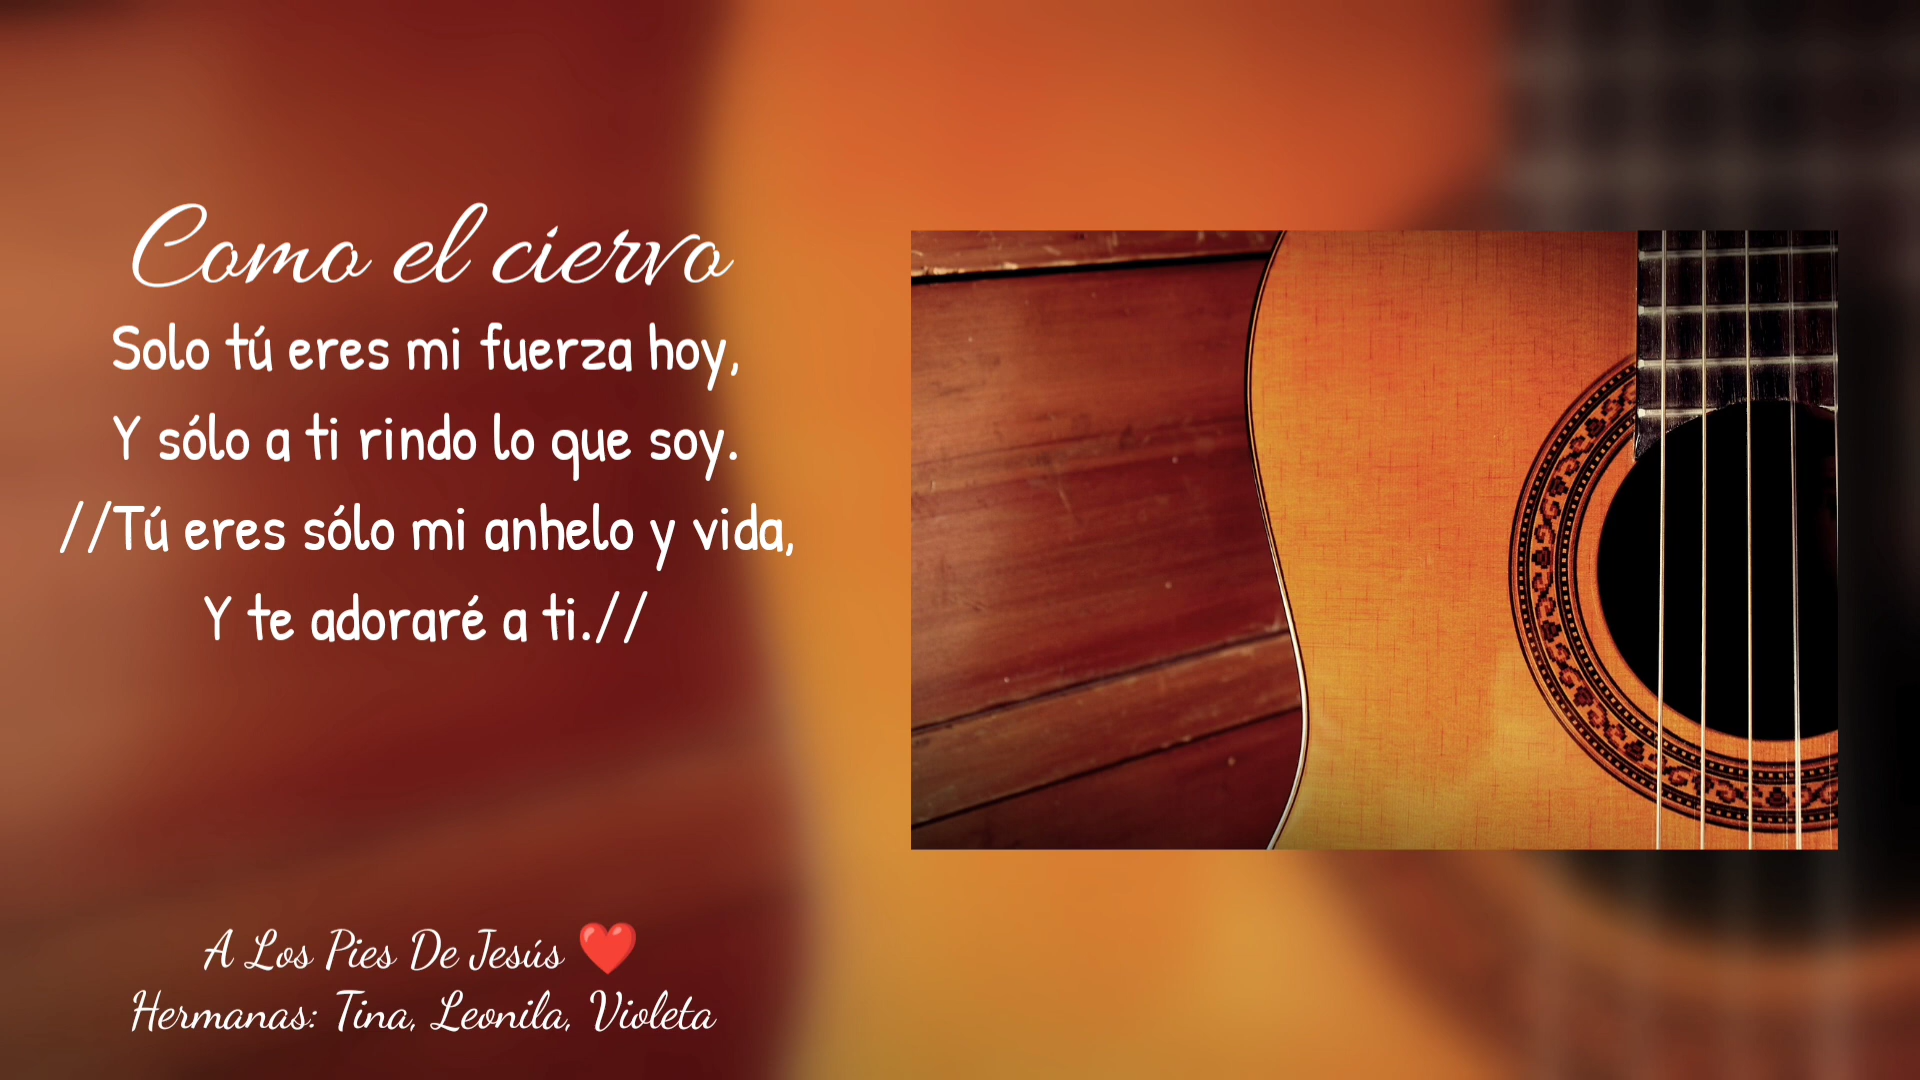 Como el ciervo
Solo tú eres mi fuerza hoy,
Y sólo a ti rindo lo que soy.
//Tú eres sólo mi anhelo y vida,
Y te adoraré a ti.//
A Los Pies De Jesús ❤️
Hermanas: Tina, Leonila, Violeta